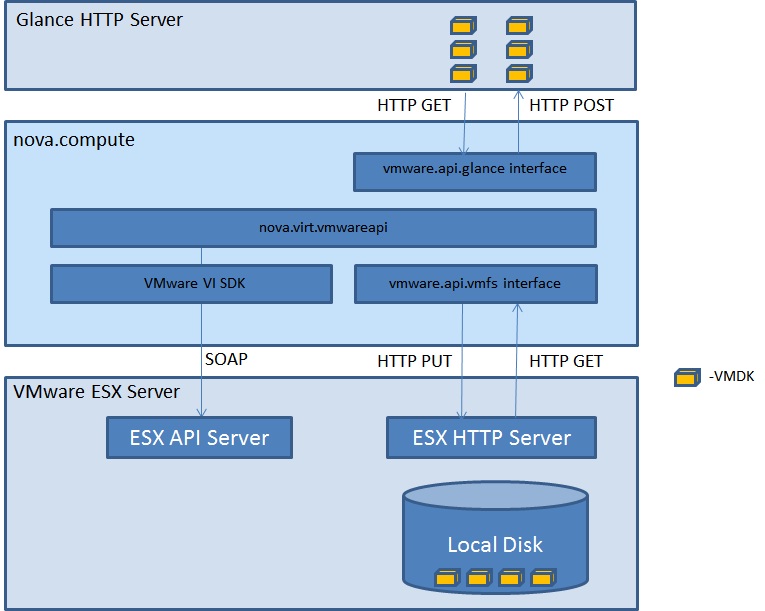 Glance HTTP Server
HTTP GET
HTTP POST
nova.compute
vmware.api.glance interface
nova.virt.vmwareapi
VMware VI SDK
vmware.api.vmfs interface
SOAP
HTTP PUT
HTTP GET
-VMDK
VMware ESX Server
ESX API Server
ESX HTTP Server
Local Disk